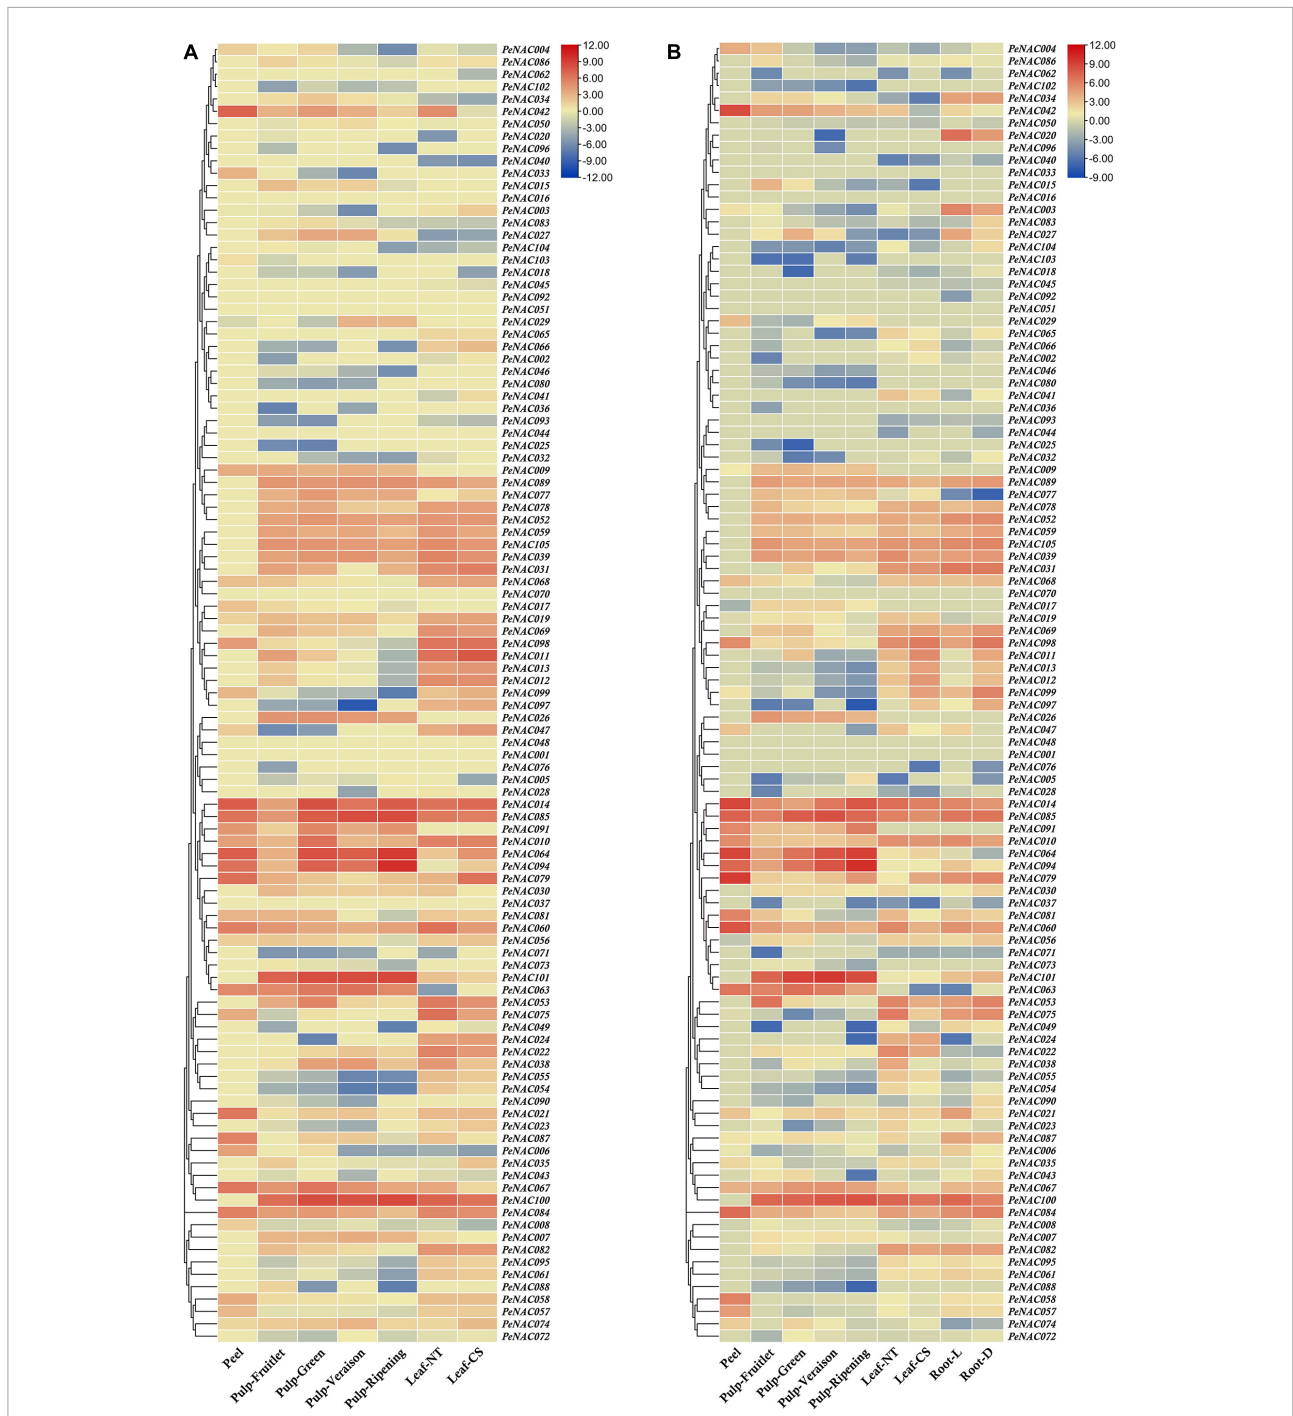 A
12.00
9.00
6.00
3.00
0.00
-3.00
-6.00
-9.00
-12.00
PeNAC004
PeNAC086
PeNAC062
PeNAC102
PeNAC034
PeNAC042
PeNAC050
PeNAC020
PeNAC096
PeNAC040
PeNAC033
PeNAC015
PeNAC016
PeNAC003
PeNAC083
PeNAC027
PeNAC104
PeNAC103
PeNAC018
PeNAC045
PeNAC092
PeNAC051
PeNAC029
PeNAC065
PeNAC066
PeNAC002
PeNAC046
PeNAC080
PeNAC041
PeNAC036
PeNAC093
PeNAC044
PeNAC025
PeNAC032
PeNAC009
PeNAC089
PeNAC077
PeNAC078
PeNAC052
PeNAC059
PeNAC105
PeNAC039
PeNAC031
PeNAC068
PeNAC070
PeNAC017
PeNAC019
PeNAC069
PeNAC098
PeNAC011
PeNAC013
PeNAC012
PeNAC099
PeNAC097
PeNAC026
PeNAC047
PeNAC048
PeNAC001
PeNAC076
PeNAC005
PeNAC028
PeNAC014
PeNAC085
PeNAC091
PeNAC010
PeNAC064
PeNAC094
PeNAC079
PeNAC030
PeNAC037
PeNAC081
PeNAC060
PeNAC056
PeNAC071
PeNAC073
PeNAC101
PeNAC063
PeNAC053
PeNAC075
PeNAC049
PeNAC024
PeNAC022
PeNAC038
PeNAC055
PeNAC054
PeNAC090
PeNAC021
PeNAC023
PeNAC087
PeNAC006
PeNAC035
PeNAC043
PeNAC067
PeNAC100
PeNAC084
PeNAC008
PeNAC007
PeNAC082
PeNAC095
PeNAC061
PeNAC088
PeNAC058
PeNAC057
PeNAC074
PeNAC072
Peel
Pulp-Fruitlet
Pulp-Green
Pulp-Veraison
Pulp-Ripening
Leaf-NT
Leaf-CS
B
12.00
9.00
6.00
3.00
0.00
-3.00
-6.00
-9.00
PeNAC004
PeNAC086
PeNAC062
PeNAC102
PeNAC034
PeNAC042
PeNAC050
PeNAC020
PeNAC096
PeNAC040
PeNAC033
PeNAC015
PeNAC016
PeNAC003
PeNAC083
PeNAC027
PeNAC104
PeNAC103
PeNAC018
PeNAC045
PeNAC092
PeNAC051
PeNAC029
PeNAC065
PeNAC066
PeNAC002
PeNAC046
PeNAC080
PeNAC041
PeNAC036
PeNAC093
PeNAC044
PeNAC025
PeNAC032
PeNAC009
PeNAC089
PeNAC077
PeNAC078
PeNAC052
PeNAC059
PeNAC105
PeNAC039
PeNAC031
PeNAC068
PeNAC070
PeNAC017
PeNAC019
PeNAC069
PeNAC098
PeNAC011
PeNAC013
PeNAC012
PeNAC099
PeNAC097
PeNAC026
PeNAC047
PeNAC048
PeNAC001
PeNAC076
PeNAC005
PeNAC028
PeNAC014
PeNAC085
PeNAC091
PeNAC010
PeNAC064
PeNAC094
PeNAC079
PeNAC030
PeNAC037
PeNAC081
PeNAC060
PeNAC056
PeNAC071
PeNAC073
PeNAC101
PeNAC063
PeNAC053
PeNAC075
PeNAC049
PeNAC024
PeNAC022
PeNAC038
PeNAC055
PeNAC054
PeNAC090
PeNAC021
PeNAC023
PeNAC087
PeNAC006
PeNAC035
PeNAC043
PeNAC067
PeNAC100
PeNAC084
PeNAC008
PeNAC007
PeNAC082
PeNAC095
PeNAC061
PeNAC088
PeNAC058
PeNAC057
PeNAC074
PeNAC072
Peel
Pulp-Fruitlet
Pulp-Green
Pulp-Veraison
Pulp-Ripening
Leaf-NT
Leaf-CS
Root-L
Root-D